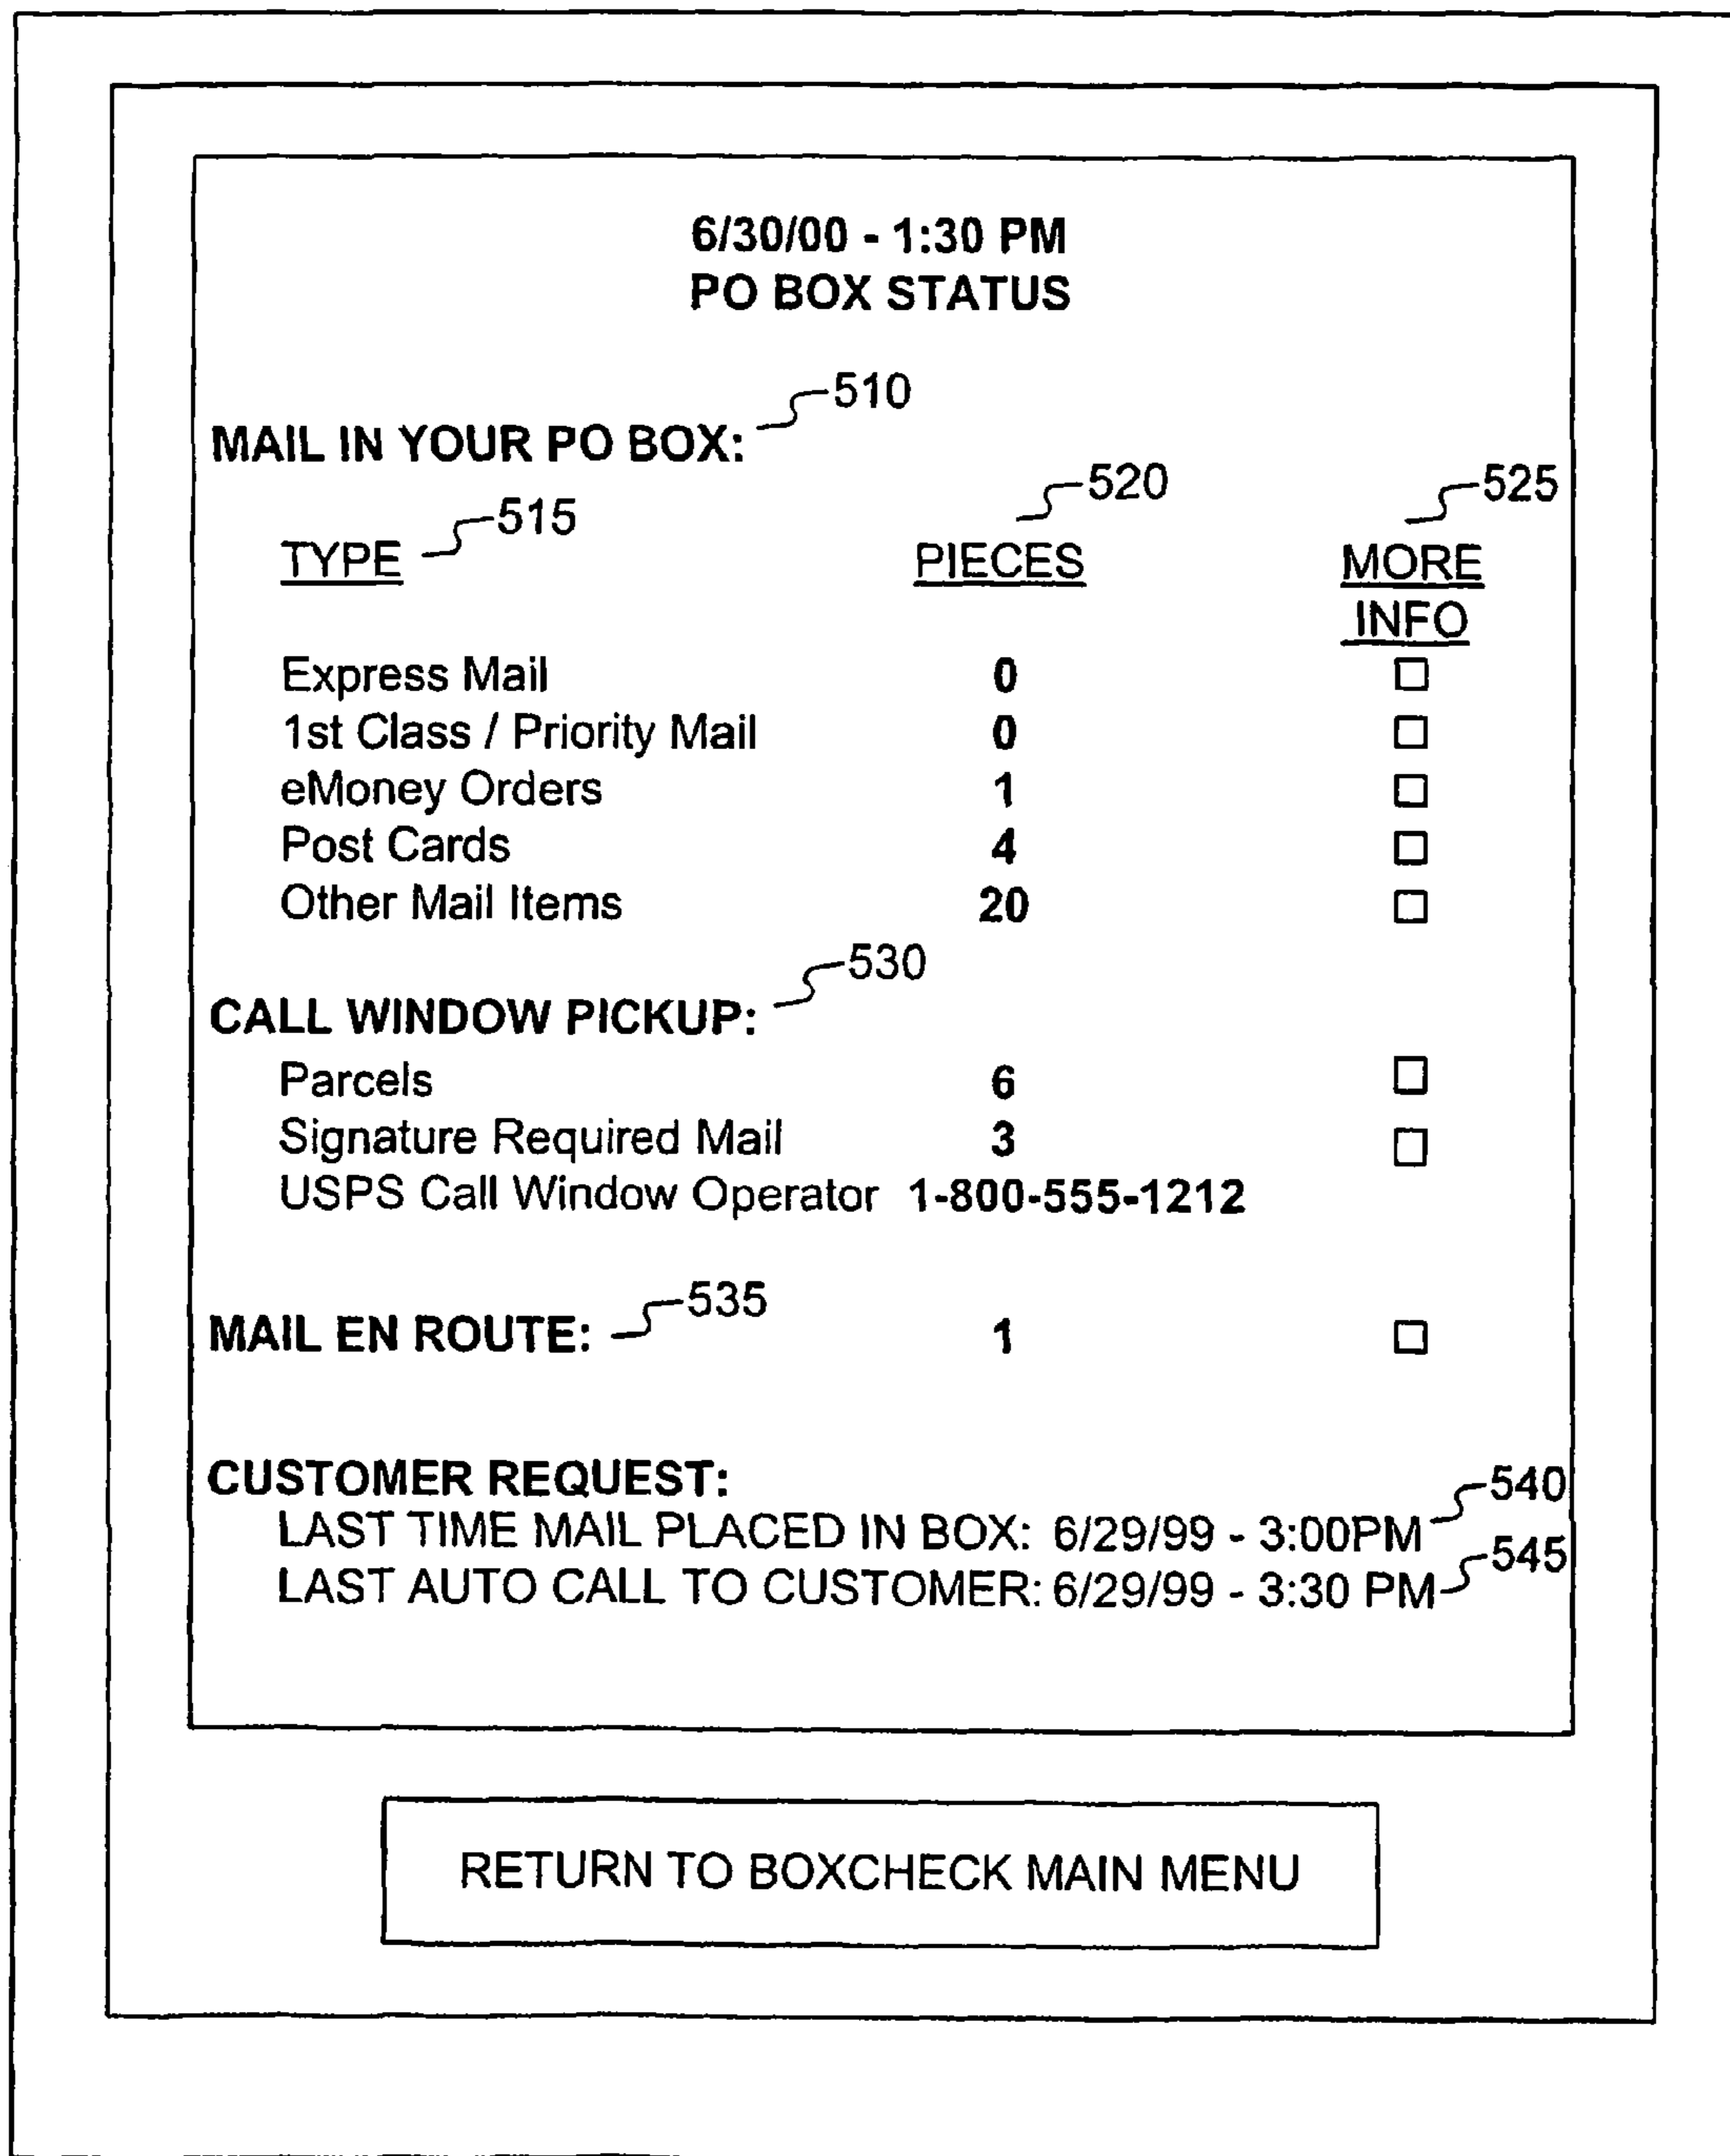 6/30/00 - 1:30 PM
PO BOX STATUS
510
MAIL IN YOUR PO BOX:
515 520 525
TYPE PIECES MORE
INFO
Express Mail 0 □
1st Class / Priority Mail 0 □
eMoney Orders 1 □
Post Cards 4 □
Other Mail Items 20 □
530
CALL WINDOW PICKUP:
Parcels 6 □
Signature Required Mail 3 □
USPS Call Window Operator 1-800-555-1212
MAIL EN ROUTE: 535 1 □
CUSTOMER REQUEST:
LAST TIME MAIL PLACED IN BOX: 6/29/99 - 3:00PM 540
LAST AUTO CALL TO CUSTOMER: 6/29/99 - 3:30 PM 545
RETURN TO BOXCHECK MAIN MENU